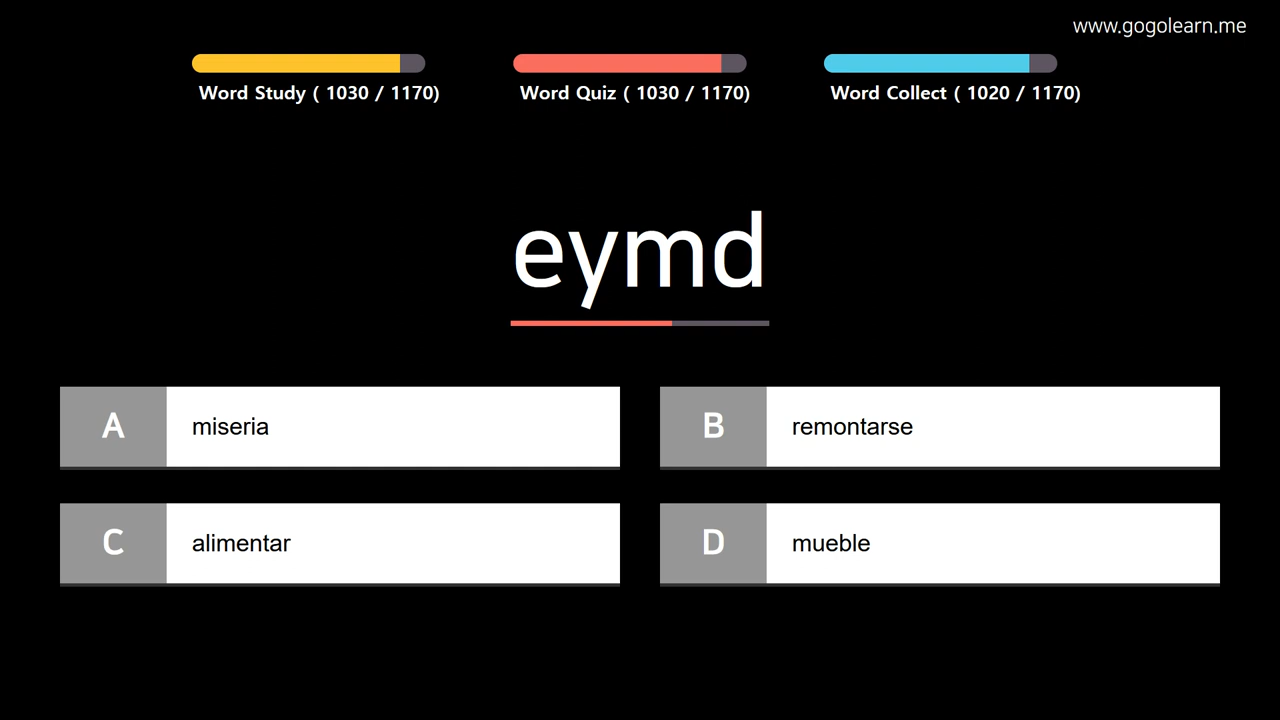 www.gogolearn.me
Word Study ( 1030 / 1170)
Word Quiz ( 1030 / 1170)
Word Collect ( 1020 / 1170)
eymd
A miseria
B remontarse
C alimentar
D mueble